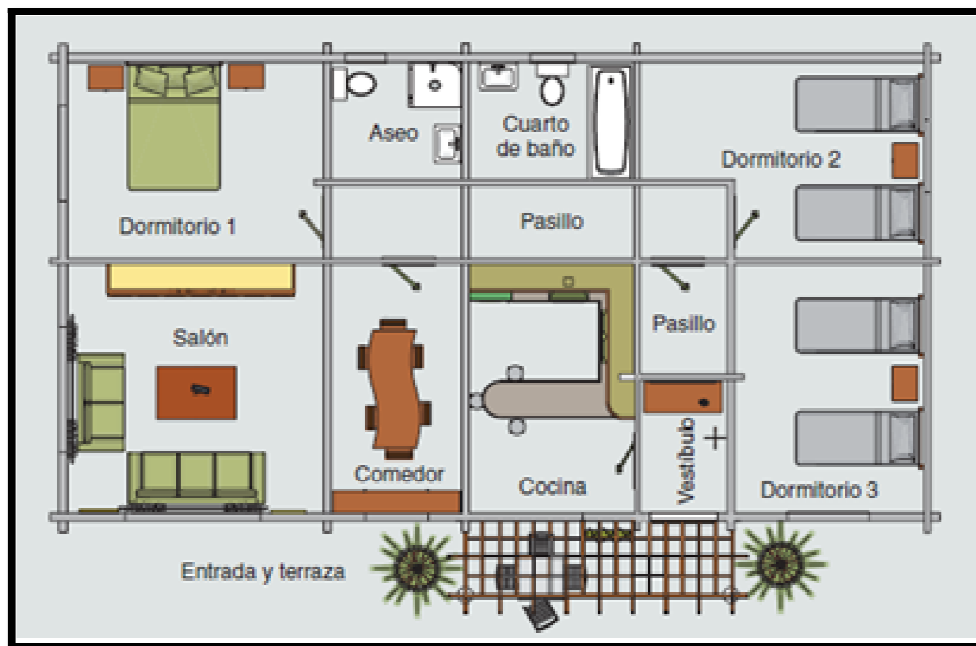 Aseo
Cuarto
de baño
Dormitorio 2
Dormitorio 1
Pasillo
Salón
Pasillo
Comedor
Cocina
Vestíbulo
Dormitorio 3
Entrada y terraza